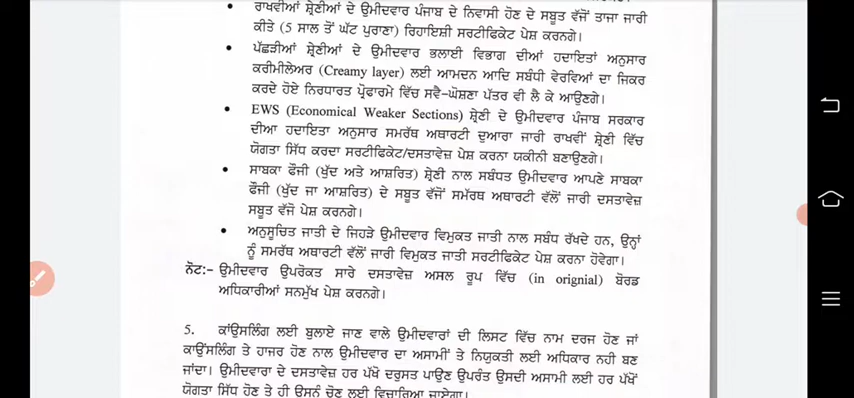 • ਰਾਖਵੀਆਂ ਸ਼੍ਰੇਣੀਆਂ ਦੇ ਉਮੀਦਵਾਰ ਪੰਜਾਬ ਦੇ ਨਿਵਾਸੀ ਹੋਣ ਦੇ ਸਬੂਤ ਵੱਜੋਂ ਤਾਜਾ ਜਾਰੀ
ਕੀਤੇ (5 ਸਾਲ ਤੋਂ ਘੱਟ ਪੁਰਾਣਾ) ਰਿਹਾਇਸ਼ੀ ਸਰਟੀਫਿਕੇਟ ਪੇਸ਼ ਕਰਨਗੇ।
• ਪੱਛੜੀਆਂ ਸ਼੍ਰੇਣੀਆਂ ਦੇ ਉਮੀਦਵਾਰ ਭਲਾਈ ਵਿਭਾਗ ਦੀਆਂ ਹਦਾਇਤਾਂ ਅਨੁਸਾਰ
ਕਰੀਮੀਲੇਅਰ (Creamy layer) ਲਈ ਆਮਦਨ ਆਦਿ ਸਬੰਧੀ ਵੇਰਵਿਆਂ ਦਾ ਜਿਕਰ
ਕਰਦੇ ਹੋਏ ਨਿਰਧਾਰਤ ਪ੍ਰੋਫਾਰਮੇ ਵਿੱਚ ਸਵੈ-ਘੋਸ਼ਣਾ ਪੱਤਰ ਵੀ ਲੈ ਕੇ ਆਉਣਗੇ।
• EWS (Economical Weaker Sections) ਸ਼੍ਰੇਣੀ ਦੇ ਉਮੀਦਵਾਰ ਪੰਜਾਬ ਸਰਕਾਰ
ਦੀਆ ਹਦਾਇਤਾ ਅਨੁਸਾਰ ਸਮਰੱਥ ਅਥਾਰਟੀ ਦੁਆਰਾ ਜਾਰੀ ਰਾਖਵੀਂ ਸ਼੍ਰੇਣੀ ਵਿੱਚ
ਯੋਗਤਾ ਸਿੱਧ ਕਰਦਾ ਸਰਟੀਫਿਕੇਟ/ਦਸਤਾਵੇਜ਼ ਪੇਸ਼ ਕਰਨਾ ਯਕੀਨੀ ਬਣਾਉਣਗੇ।
• ਸਾਬਕਾ ਫੌਜੀ (ਖੁੱਦ ਅਤੇ ਆਸ਼ਰਿਤ) ਸ਼੍ਰੇਣੀ ਨਾਲ ਸਬੰਧਤ ਉਮੀਦਵਾਰ ਆਪਣੇ ਸਾਬਕਾ
ਫੌਜੀ (ਖੁੱਦ ਜਾ ਆਸ਼ਰਿਤ) ਦੇ ਸਬੂਤ ਵੱਜੋਂ ਸਮੱਰਥ ਅਥਾਰਟੀ ਵੱਲੋਂ ਜਾਰੀ ਦਸਤਾਵੇਜ਼
ਸਬੂਤ ਵੱਜੋ ਪੇਸ਼ ਕਰਨਗੇ।
• ਅਨੁਸੂਚਿਤ ਜਾਤੀ ਦੇ ਜਿਹੜੇ ਉਮੀਦਵਾਰ ਵਿਮੁਕਤ ਜਾਤੀ ਨਾਲ ਸਬੰਧ ਰੱਖਦੇ ਹਨ, ਉਨ੍ਹਾਂ
ਨੂੰ ਸਮਰੱਥ ਅਥਾਰਟੀ ਵੱਲੋਂ ਜਾਰੀ ਵਿਮੁਕਤ ਜਾਤੀ ਸਰਟੀਫਿਕੇਟ ਪੇਸ਼ ਕਰਨਾ ਹੋਵੇਗਾ।
ਨੋਟ:- ਉਮੀਦਵਾਰ ਉਪਰੋਕਤ ਸਾਰੇ ਦਸਤਾਵੇਜ਼ ਅਸਲ ਰੂਪ ਵਿੱਚ (in orignial) ਬੋਰਡ
ਅਧਿਕਾਰੀਆਂ ਸਨਮੁੱਖ ਪੇਸ਼ ਕਰਨਗੇ।
5. ਕਾਂਉਸਲਿੰਗ ਲਈ ਬੁਲਾਏ ਜਾਣ ਵਾਲੇ ਉਮੀਦਵਾਰਾਂ ਦੀ ਲਿਸਟ ਵਿੱਚ ਨਾਮ ਦਰਜ ਹੋਣ ਜਾਂ
ਕਾਉਂਸਲਿੰਗ ਤੇ ਹਾਜਰ ਹੋਣ ਨਾਲ ਉਮੀਦਵਾਰ ਦਾ ਅਸਾਮੀਂ ਤੇ ਨਿਯੁਕਤੀ ਲਈ ਅਧਿਕਾਰ ਨਹੀ ਬਣ
ਜਾਂਦਾ। ਉਮੀਦਵਾਰਾ ਦੇ ਦਸਤਾਵੇਜ਼ ਹਰ ਪੱਖੋ ਦਰੁਸਤ ਪਾਉਣ ਉਪਰੰਤ ਉਸਦੀ ਅਸਾਮੀ ਲਈ ਹਰ ਪੱਖੋਂ
ਯੋਗਤਾ ਸਿੱਧ ਹੋਣ ਤੇ ਹੀ ਉਸਨੂੰ ਚੋਣ ਲਈ ਵਿਚਾਰਿਆ ਜਾਏਗਾ।